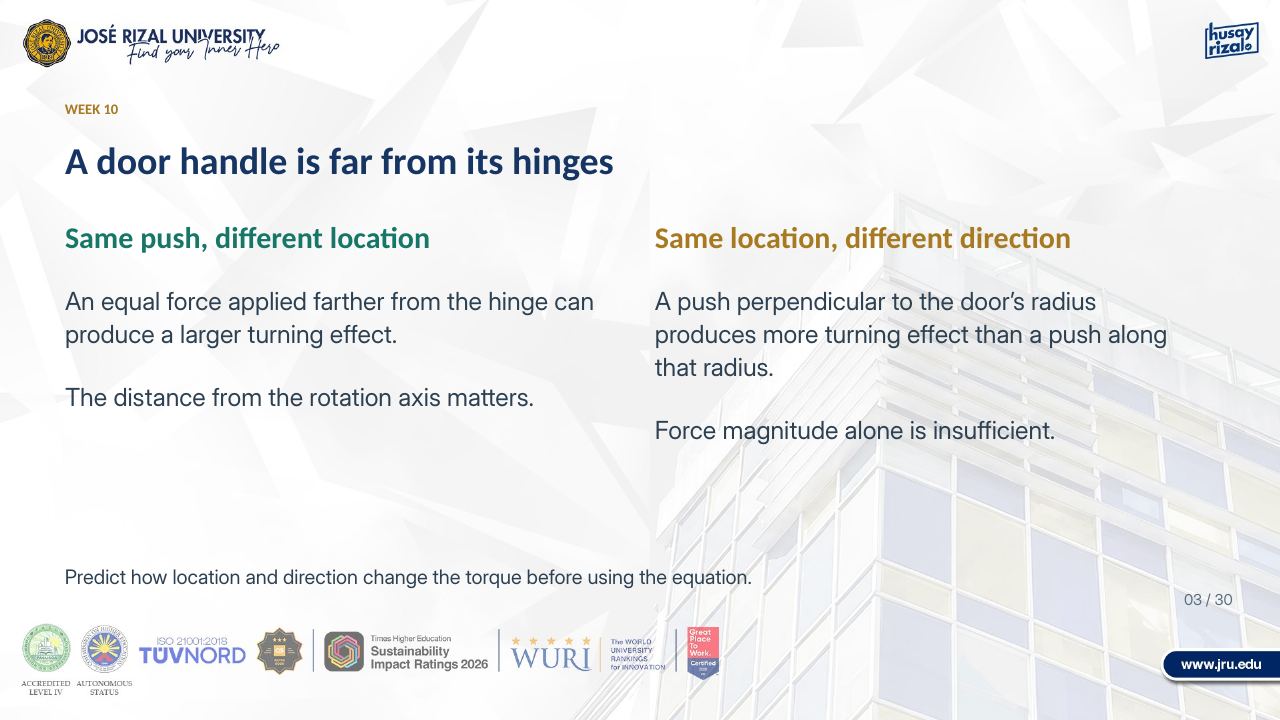 JOSÉ RIZAL UNIVERSITY
Find your Inner Hero
husay
rizal
WEEK 10
A door handle is far from its hinges
Same push, different location
An equal force applied farther from the hinge can
produce a larger turning effect.
The distance from the rotation axis matters.
Same location, different direction
A push perpendicular to the door’s radius
produces more turning effect than a push along
that radius.
Force magnitude alone is insufficient.
Predict how location and direction change the torque before using the equation.
03 / 30
ACCREDITED
LEVEL IV
AUTONOMOUS
STATUS
ISO 21001:2018
TÜVNORD
Times Higher Education
Sustainability
Impact Ratings 2026
WURI
The WORLD
UNIVERSITY
RANKINGS
for INNOVATION
Great
Place
To
Work.
Certified
www.jru.edu